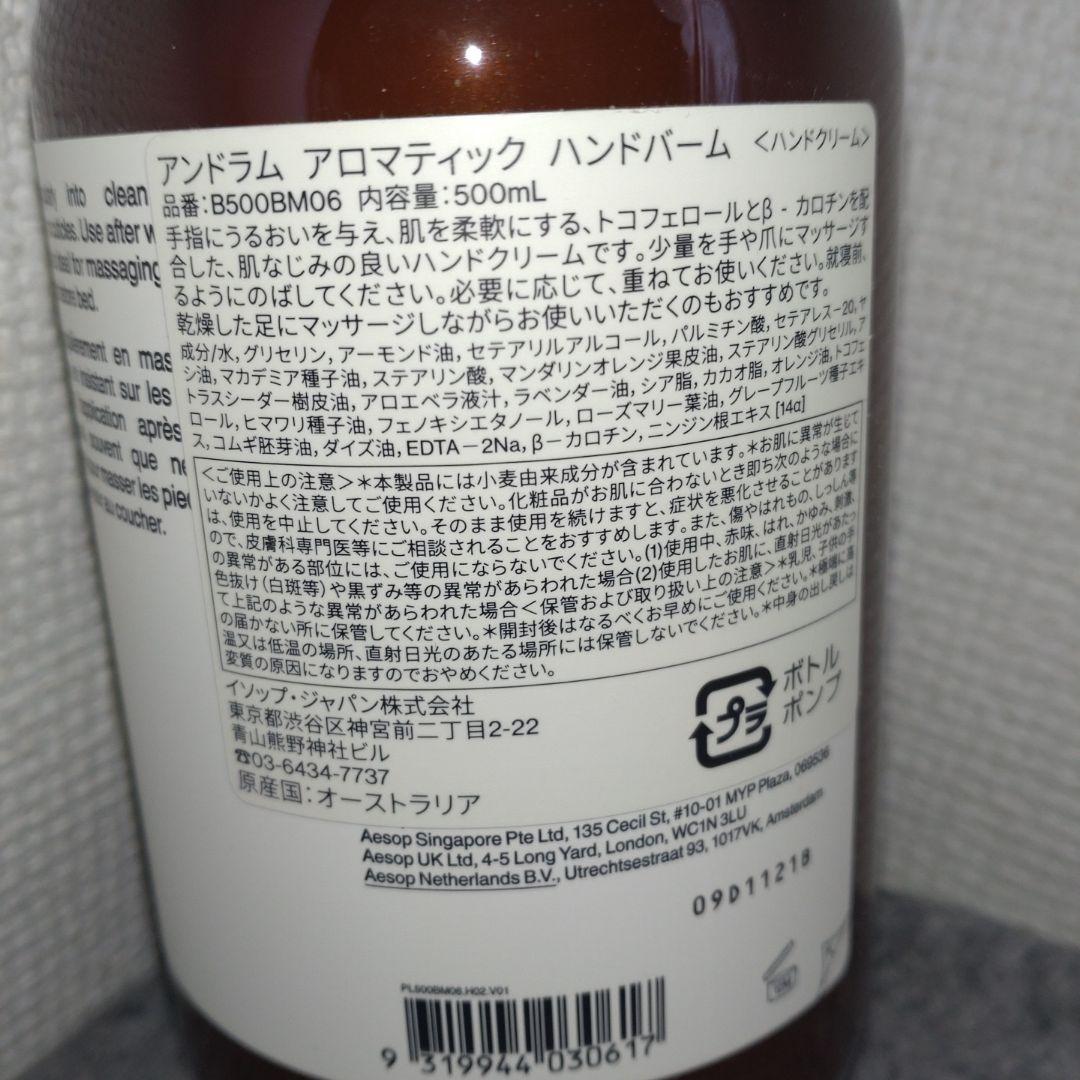 アンドラム アロマティック ハンドバーム <ハンドクリーム>
品番:B500BM06 内容量:500mL
手指にうるおいを与え、肌を柔軟にする、トコフェロールとβ-カロチンを配
合した、肌なじみの良いハンドクリームです。少量を手や爪にマッサージす
るようにのばしてください。必要に応じて、重ねてお使いください。就寝前、
乾燥した足にマッサージしながらお使いいただくのもおすすめです。
成分/水,グリセリン,アーモンド油,セテアリルアルコール,パルミチン酸,セテアレス-20,ヤ
シ油,マカデミア種子油,ステアリン酸,マンダリンオレンジ果皮油,ステアリン酸グリセリル,ア
トラスシーダー樹皮油,アロエベラ液汁,ラベンダー油,シア脂,カカオ脂,オレンジ油,トコフェ
ロール,ヒマワリ種子油,フェノキシエタノール,ローズマリー葉油,グレープフルーツ種子エキ
ス,コムギ胚芽油,ダイズ油,EDTA-2Na,β-カロチン,ニンジン根エキス [14α]
<ご使用上の注意>*本製品には小麦由来成分が含まれています。*お肌に異常が生じて
いないかよく注意してご使用ください。化粧品がお肌に合わないとき即ち次のような場合に
は、使用を中止してください。そのまま使用を続けますと、症状を悪化させることがあります
ので、皮膚科専門医等にご相談されることをおすすめします。また、傷やはれもの、しっしん等
の異常がある部位には、ご使用にならないでください。(1)使用中、赤味、はれ、かゆみ、刺激、
色抜け(白斑等)や黒ずみ等の異常があらわれた場合(2)使用したお肌に、直射日光があたっ
て上記のような異常があらわれた場合<保管および取り扱い上の注意>*乳児、子供の手
の届かない所に保管してください。*開封後はなるべくお早めにご使用ください。*極端に高
温又は低温の場所、直射日光のあたる場所には保管しないでください。*中身の出し戻しは
変質の原因になりますのでおやめください。
イソップ・ジャパン株式会社
東京都渋谷区神宮前二丁目2-22
青山熊野神社ビル
☎03-6434-7737
原産国:オーストラリア
プラ
ボトル
ポンプ
into clean
Use after
for massaging
bed.
en
insistant sur les
après
souvent que
masser les
au coucher.
Aesop Singapore Pte Ltd, 135 Cecil St, #10-01 MYP Plaza, 069536
Aesop UK Ltd, 4-5 Long Yard, London, WC1N 3LU
Aesop Netherlands B.V., Utrechtsestraat 93, 1017VK, Amsterdam
09D1121B
PL500BM06.H02.V01
9 319944 030617